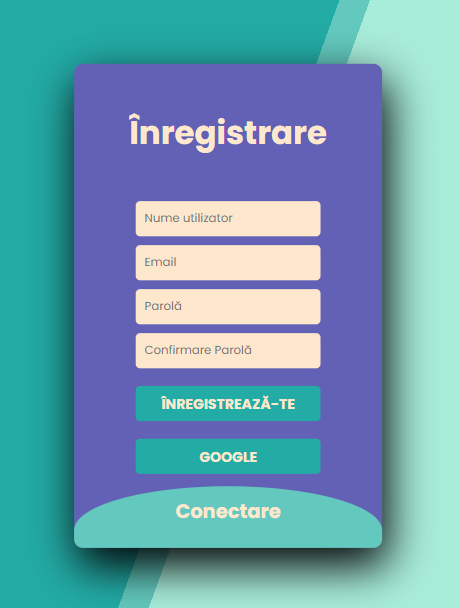 Înregistrare
Nume utilizator
Email
Parolă
Confirmare Parolă
ÎNREGISTREAZĂ-TE
GOOGLE
Conectare